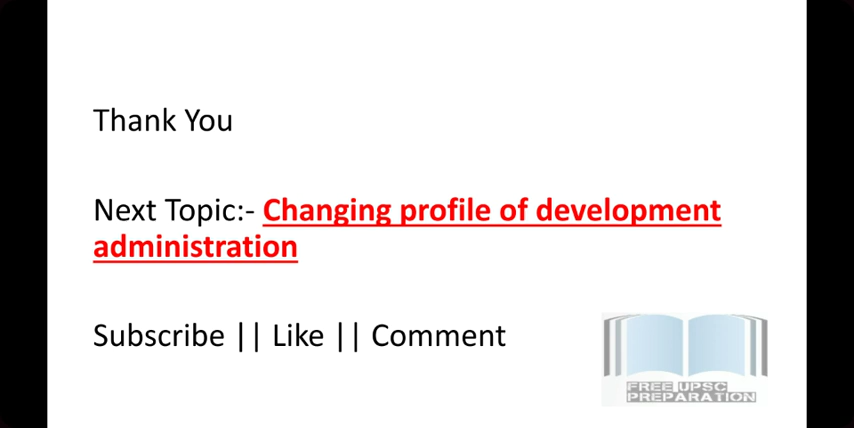 Thank You
Next Topic:- Changing profile of development
administration
Subscribe || Like || Comment
FREE UPSC
PREPARATION